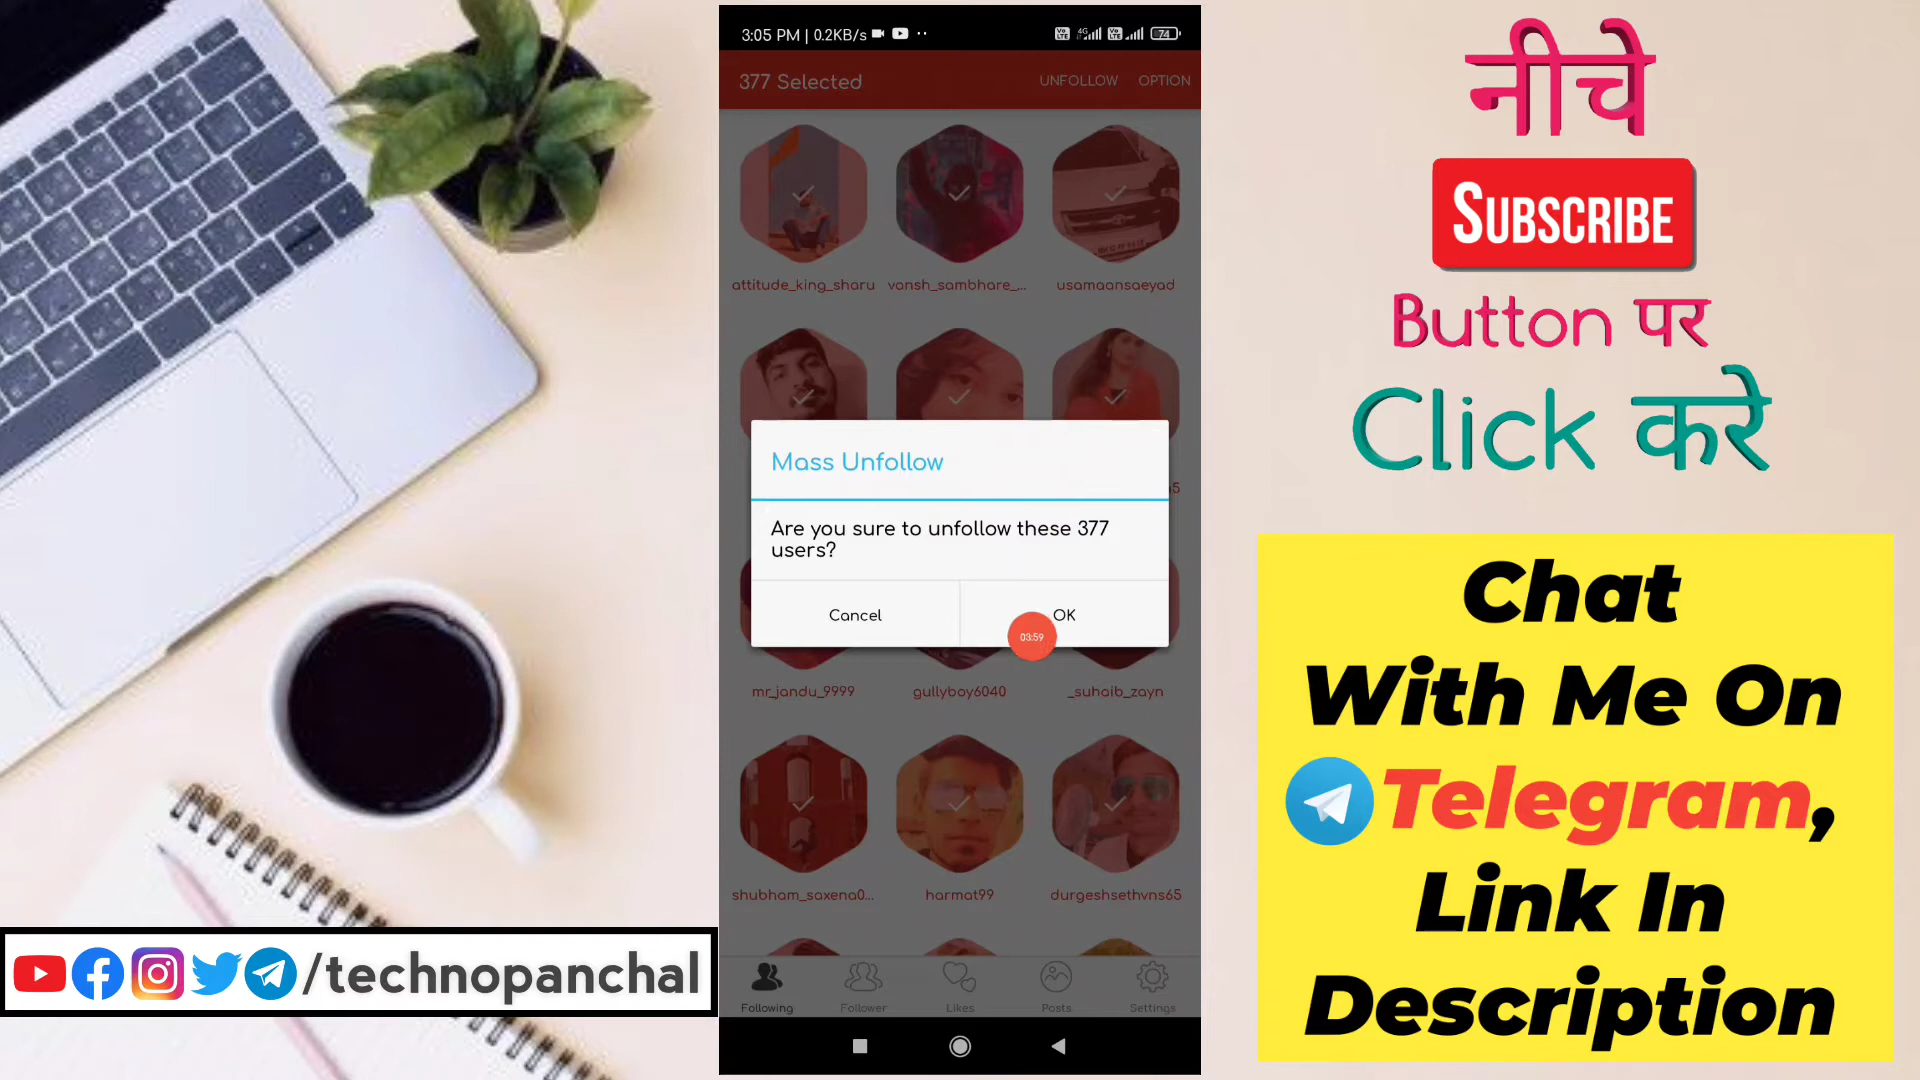 3:05 PM | 0.2KB/s
74
377 Selected
UNFOLLOW
OPTION
attitude_king_sharu
vansh_sambhare_...
usamaansaeyad
Mass Unfollow
Are you sure to unfollow these 377
users?
Cancel
OK
03:59
mr_jandu_9999
gullyboy6040
_suhaib_zayn
shubham_saxena0...
harmat99
durgeshsethvns65
Following
Follower
Likes
Posts
Settings
/technopanchal
नीचे
SUBSCRIBE
Button पर
Click करे
Chat
With Me On
Telegram,
Link In
Description